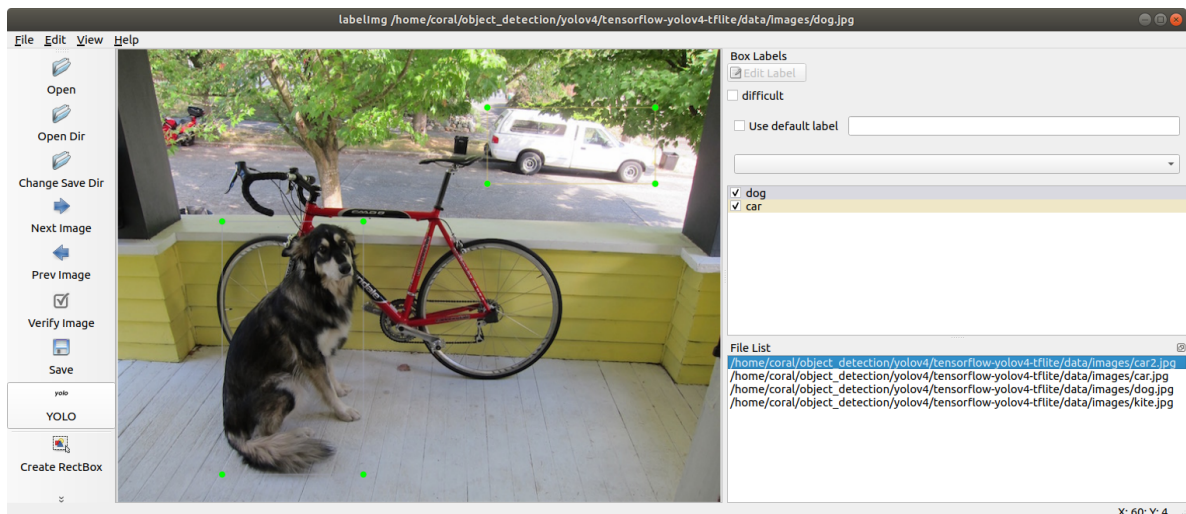 labelImg /home/coral/object_detection/yolov4/tensorflow-yolov4-tflite/data/images/dog.jpg
File Edit View Help
Open
Open Dir
Change Save Dir
Next Image
Prev Image
Verify Image
Save
yolo
YOLO
Create RectBox
Box Labels
Edit Label
difficult
Use default label
dog
car
File List
/home/coral/object_detection/yolov4/tensorflow-yolov4-tflite/data/images/car2.jpg
/home/coral/object_detection/yolov4/tensorflow-yolov4-tflite/data/images/car.jpg
/home/coral/object_detection/yolov4/tensorflow-yolov4-tflite/data/images/dog.jpg
/home/coral/object_detection/yolov4/tensorflow-yolov4-tflite/data/images/kite.jpg
X: 60; Y: 4